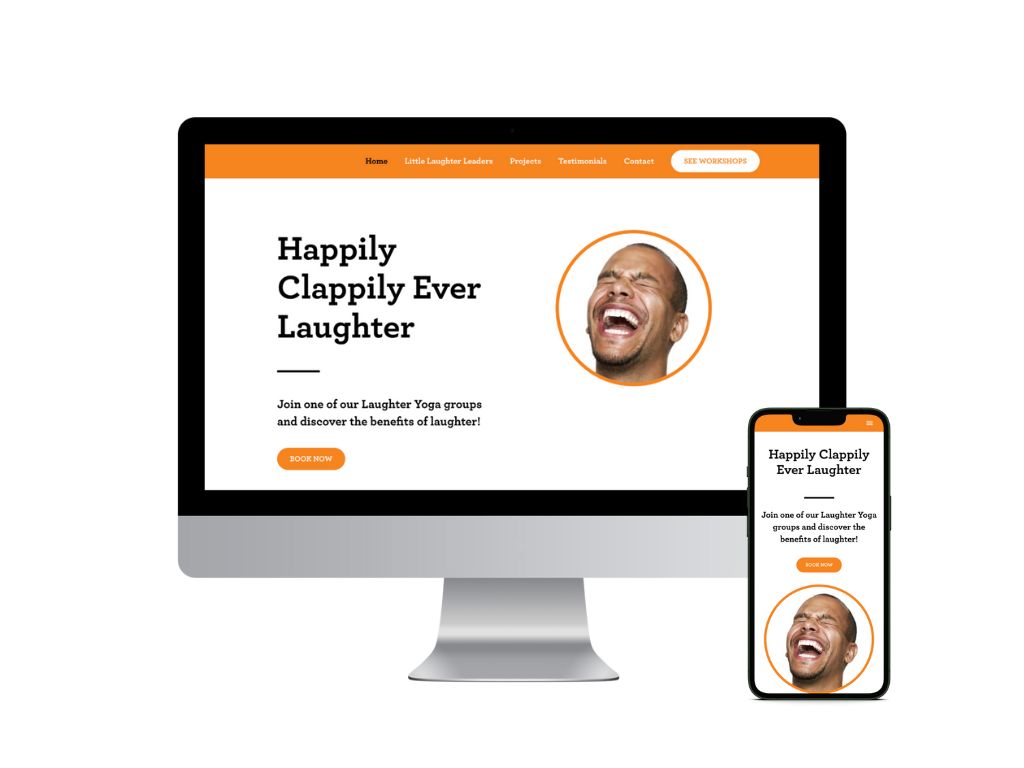 Home Little Laughter Leaders Projects Testimonials Contact SEE WORKSHOPS
Happily
Clappily Ever
Laughter
Join one of our Laughter Yoga groups
and discover the benefits of laughter!
BOOK NOW
Happily Clappily
Ever Laughter
Join one of our Laughter Yoga
groups and discover the
benefits of laughter!
BOOK NOW